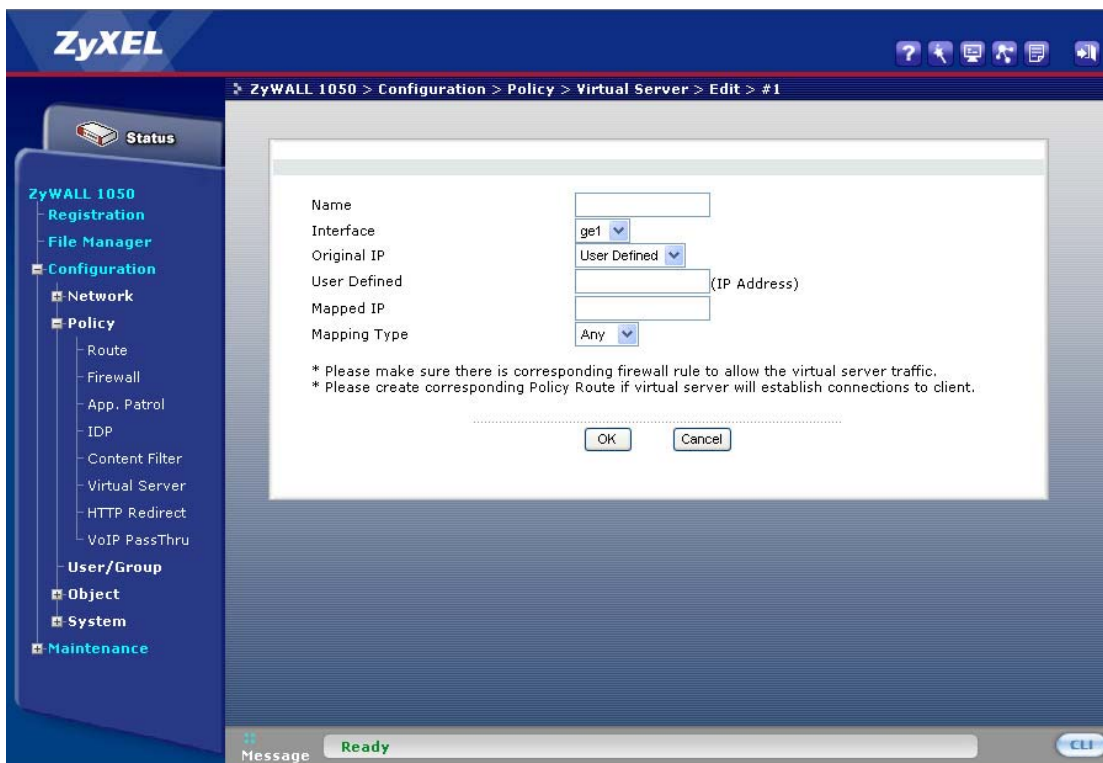 ZyXEL
?
ZyWALL 1050 > Configuration > Policy > Virtual Server > Edit > #1
Status
ZyWALL 1050
Registration
File Manager
Configuration
Network
Policy
Route
Firewall
App. Patrol
IDP
Content Filter
Virtual Server
HTTP Redirect
VoIP PassThru
User/Group
Object
System
Maintenance
Name
Interface ge1
Original IP User Defined
User Defined (IP Address)
Mapped IP
Mapping Type Any
* Please make sure there is corresponding firewall rule to allow the virtual server traffic.
* Please create corresponding Policy Route if virtual server will establish connections to client.
OK Cancel
Message Ready CLI